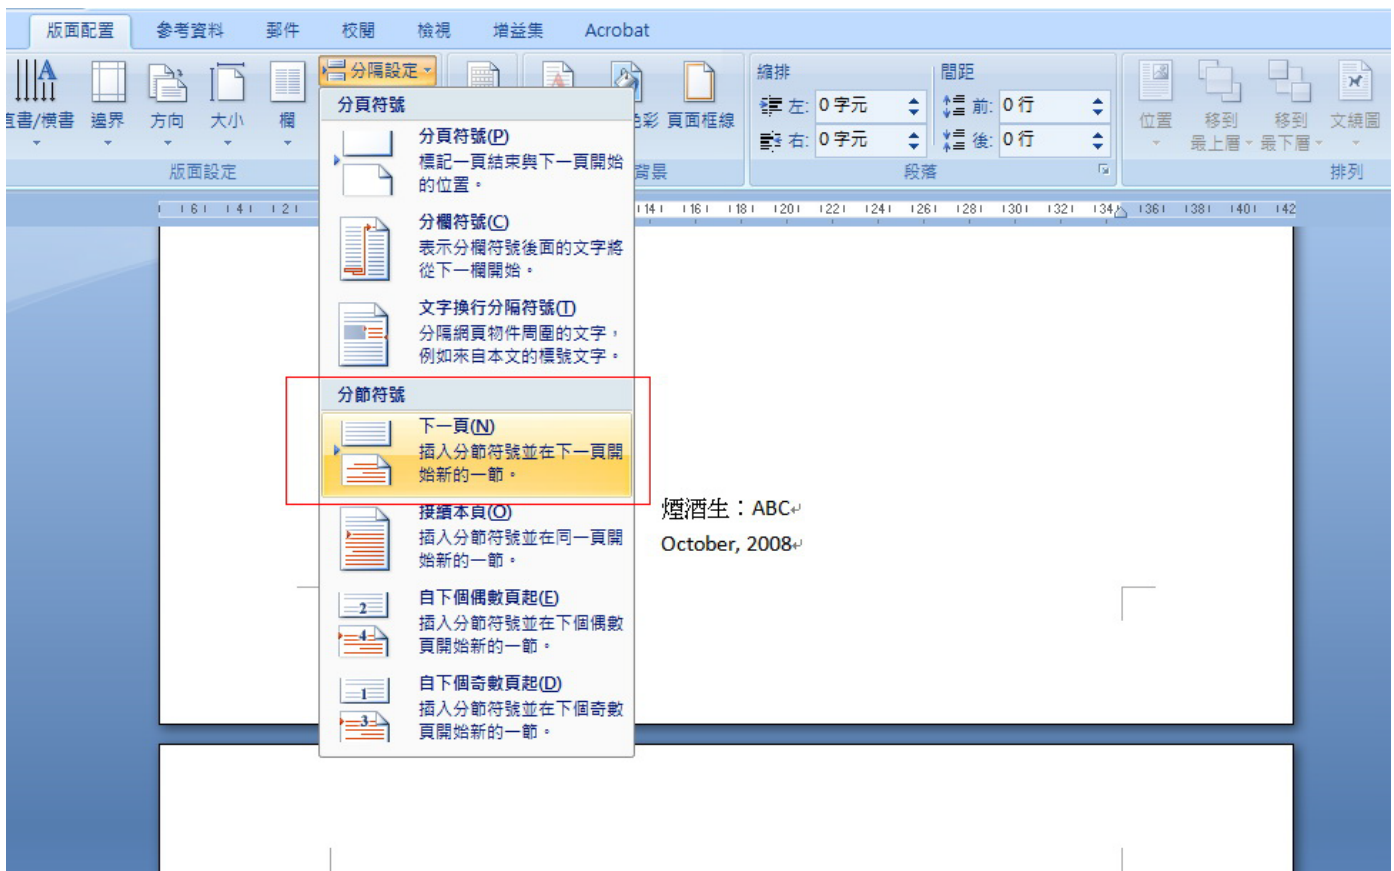 版面配置 參考資料 郵件 校閱 檢視 增益集 Acrobat
分隔設定
直書/橫書 邊界 方向 大小 欄
色彩 頁面框線
縮排 間距
左: 0 字元 前: 0 行
右: 0 字元 後: 0 行
位置 移到最上層 移到最下層 文繞圖
版面設定 背景 段落 排列
分頁符號
分頁符號(P)
標記一頁結束與下一頁開始
的位置。
分欄符號(C)
表示分欄符號後面的文字將
從下一欄開始。
文字換行分隔符號(T)
分隔網頁物件周圍的文字，
例如來自本文的標號文字。
分節符號
下一頁(N)
插入分節符號並在下一頁開
始新的一節。
接續本頁(O)
插入分節符號並在同一頁開
始新的一節。
自下個偶數頁起(E)
插入分節符號並在下個偶數
頁開始新的一節。
自下個奇數頁起(D)
插入分節符號並在下個奇數
頁開始新的一節。
煙酒生：ABC
October, 2008